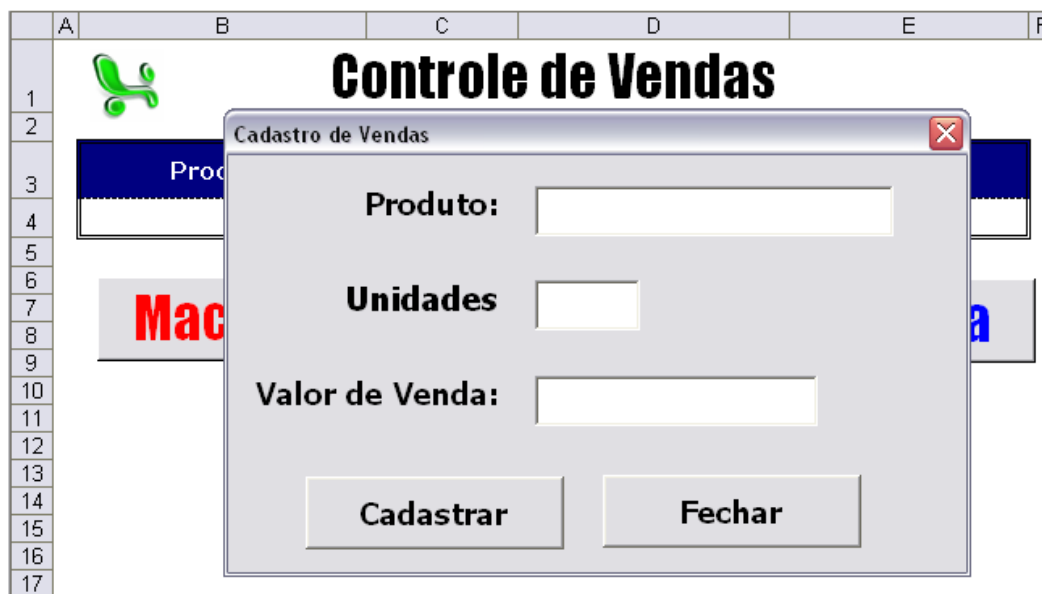 A B C D E F
1 Controle de Vendas
2
Cadastro de Vendas
3 Proc
Produto:
4
5
6
Unidades
7 Mac a
8
9
10 Valor de Venda:
11
12
13
14
Cadastrar Fechar
15
16
17